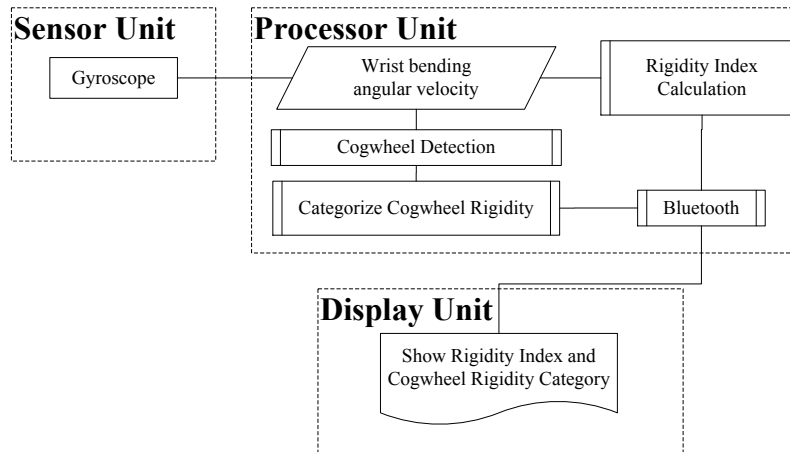 Sensor Unit
Gyroscope
Processor Unit
Wrist bending
angular velocity
Rigidity Index
Calculation
Cogwheel Detection
Categorize Cogwheel Rigidity
Bluetooth
Display Unit
Show Rigidity Index and
Cogwheel Rigidity Category